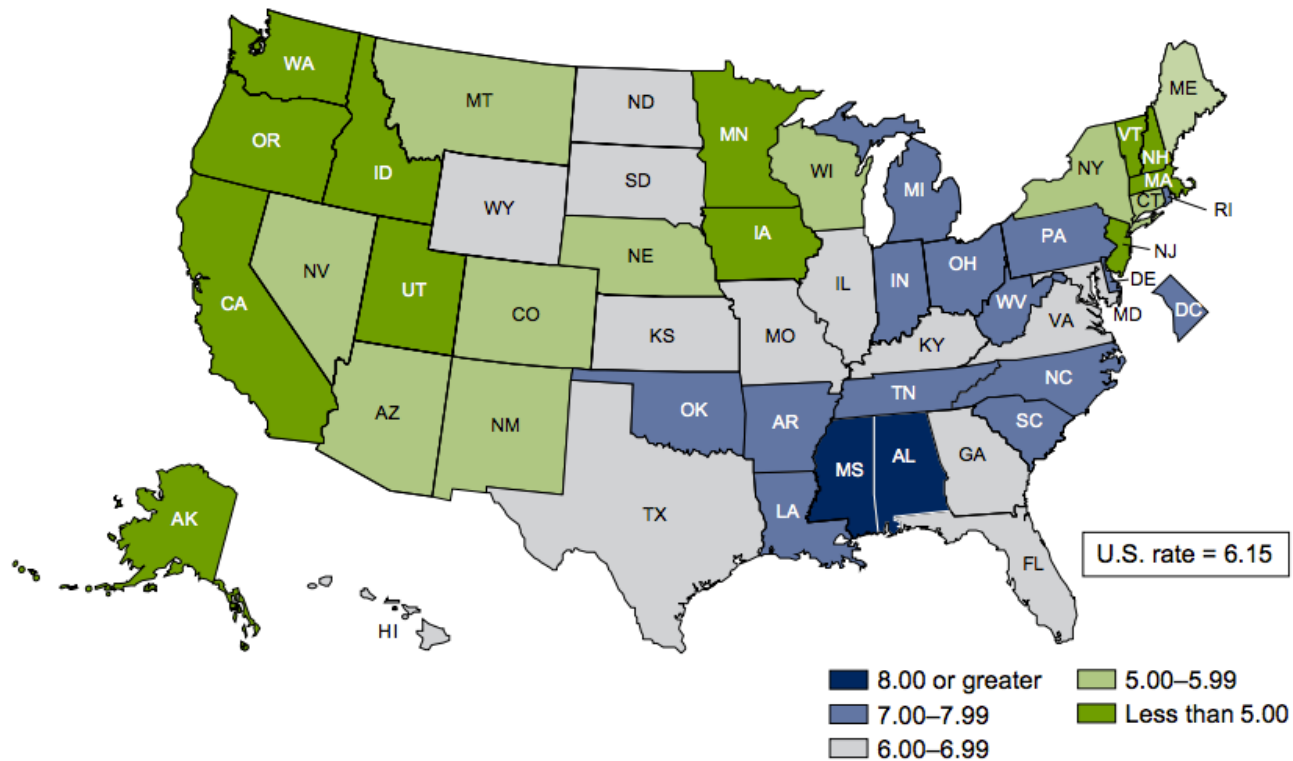 WA
MT
ND
MN
ME
OR
ID
SD
WI
MI
NY
VT
NH
MA
CT
RI
WY
IA
PA
NJ
NV
UT
NE
IL
IN
OH
DE
CA
CO
KS
MO
WV
VA
MD
DC
KY
AZ
NM
OK
AR
TN
NC
SC
MS
AL
GA
TX
LA
AK
HI
FL
U.S. rate = 6.15
8.00 or greater
7.00–7.99
6.00–6.99
5.00–5.99
Less than 5.00